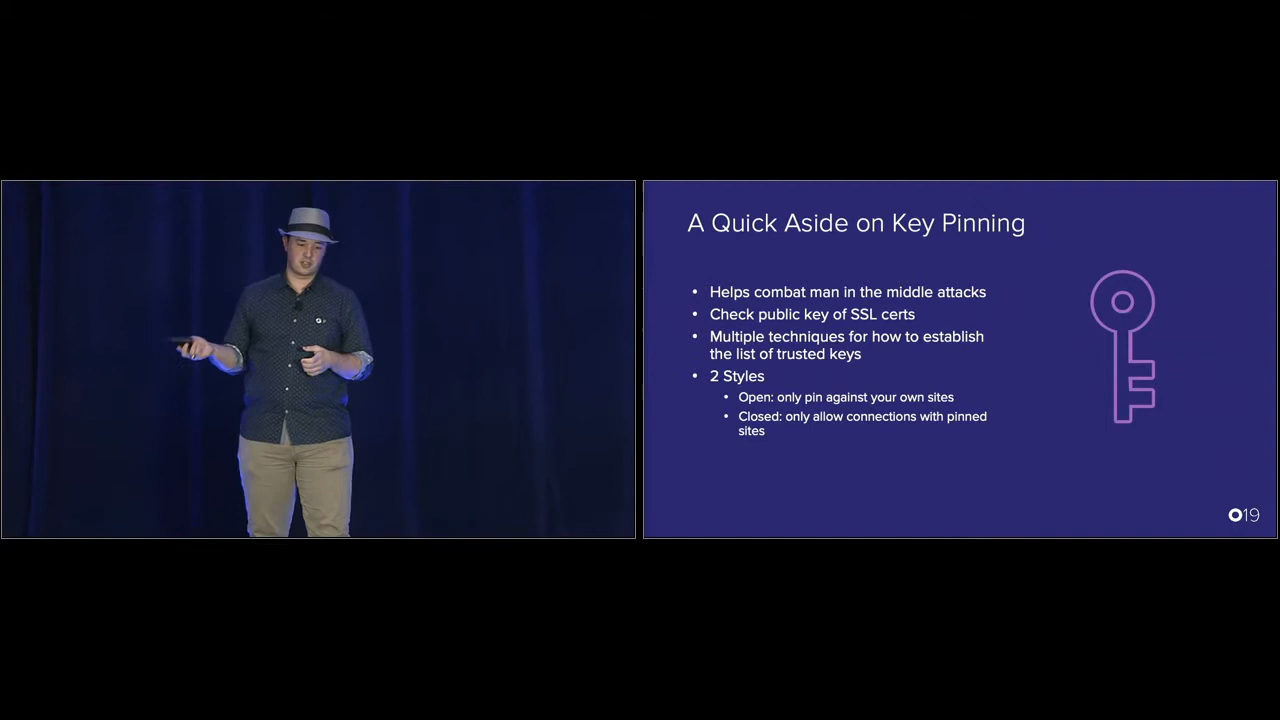 A Quick Aside on Key Pinning
• Helps combat man in the middle attacks
• Check public key of SSL certs
• Multiple techniques for how to establish
the list of trusted keys
• 2 Styles
• Open: only pin against your own sites
• Closed: only allow connections with pinned
sites
O19